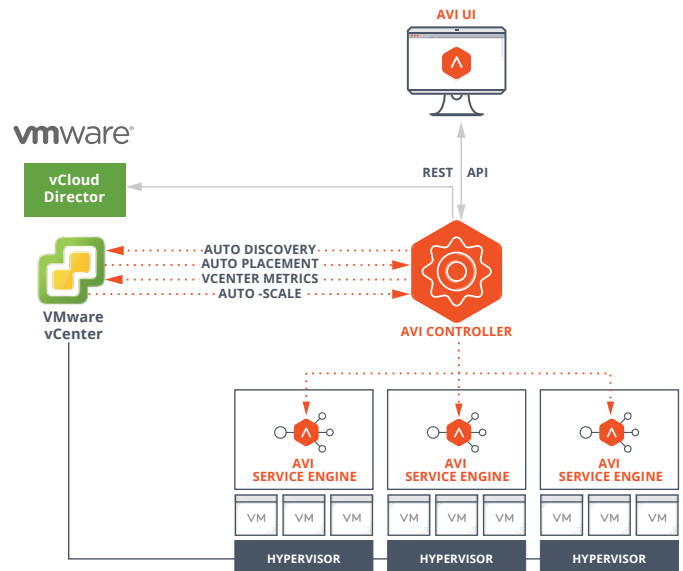 AVI UI
vmware®
vCloud
Director
REST API
AUTO DISCOVERY
AUTO PLACEMENT
VCENTER METRICS
AUTO -SCALE
VMware
vCenter
AVI CONTROLLER
AVI
SERVICE ENGINE
AVI
SERVICE ENGINE
AVI
SERVICE ENGINE
VM VM VM
VM VM VM
VM VM VM
HYPERVISOR
HYPERVISOR
HYPERVISOR